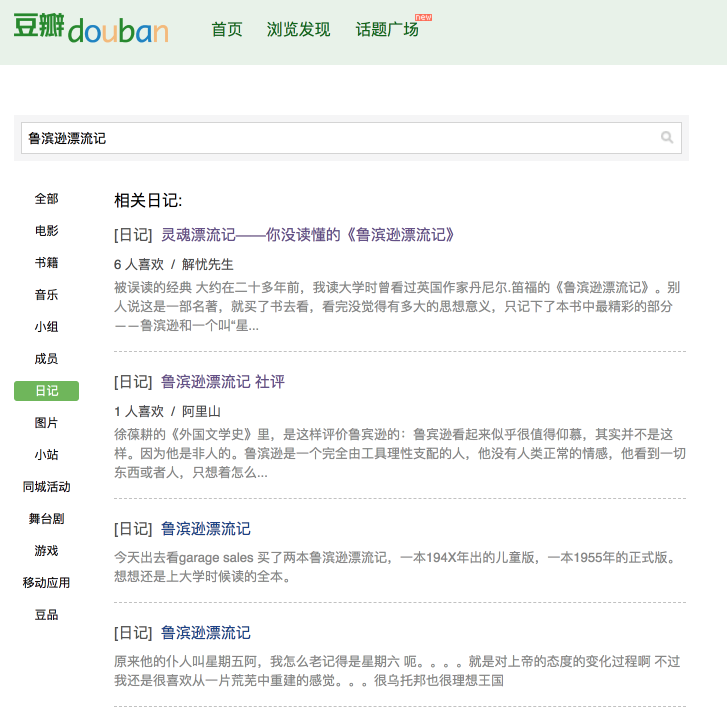 豆瓣douban 首页 浏览发现 话题广场 new
鲁滨逊漂流记
全部
电影
书籍
音乐
小组
成员
日记
图片
小站
同城活动
舞台剧
游戏
移动应用
豆品
相关日记:
[日记] 灵魂漂流记——你没读懂的《鲁滨逊漂流记》
6 人喜欢 / 解忧先生
被误读的经典 大约在二十多年前，我读大学时曾看过英国作家丹尼尔.笛福的《鲁滨逊漂流记》。别
人说这是一部名著，就买了书去看，看完没觉得有多大的思想意义，只记下了本书中最精彩的部分
——鲁滨逊和一个叫“星...
[日记] 鲁滨逊漂流记 社评
1 人喜欢 / 阿里山
徐葆耕的《外国文学史》里，是这样评价鲁宾逊的：鲁宾逊看起来似乎很值得仰慕，其实并不是这
样。因为他是非人的。鲁滨逊是一个完全由工具理性支配的人，他没有人类正常的情感，他看到一切
东西或者人，只想着怎么...
[日记] 鲁滨逊漂流记
今天出去看garage sales 买了两本鲁滨逊漂流记，一本194X年出的儿童版，一本1955年的正式版。
想想还是上大学时候读的全本。
[日记] 鲁滨逊漂流记
原来他的仆人叫星期五阿，我怎么老记得是星期六 呃。。。。就是对上帝的态度的变化过程啊 不过
我还是很喜欢从一片荒芜中重建的感觉。。。很乌托邦也很理想王国